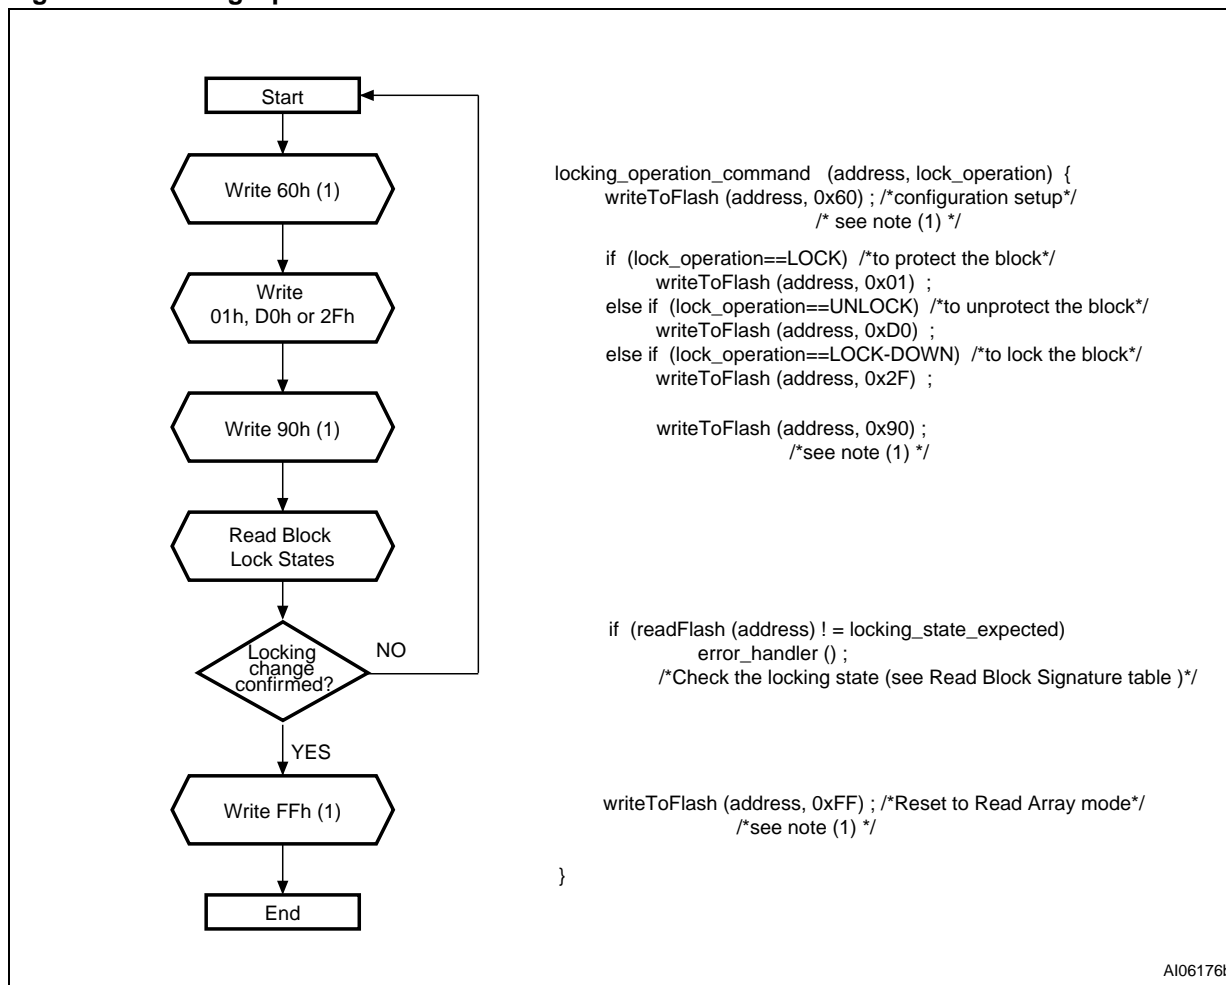 Start
Write 60h (1)
Write
01h, D0h or 2Fh
Write 90h (1)
Read Block
Lock States
Locking
change
confirmed?
NO
YES
Write FFh (1)
End
locking_operation_command (address, lock_operation) {
writeToFlash (address, 0x60) ; /*configuration setup*/
/* see note (1) */
if (lock_operation==LOCK) /*to protect the block*/
writeToFlash (address, 0x01) ;
else if (lock_operation==UNLOCK) /*to unprotect the block*/
writeToFlash (address, 0xD0) ;
else if (lock_operation==LOCK-DOWN) /*to lock the block*/
writeToFlash (address, 0x2F) ;
writeToFlash (address, 0x90) ;
/*see note (1) */
if (readFlash (address) ! = locking_state_expected)
error_handler () ;
/*Check the locking state (see Read Block Signature table )*/
writeToFlash (address, 0xFF) ; /*Reset to Read Array mode*/
/*see note (1) */
}
AI06176b